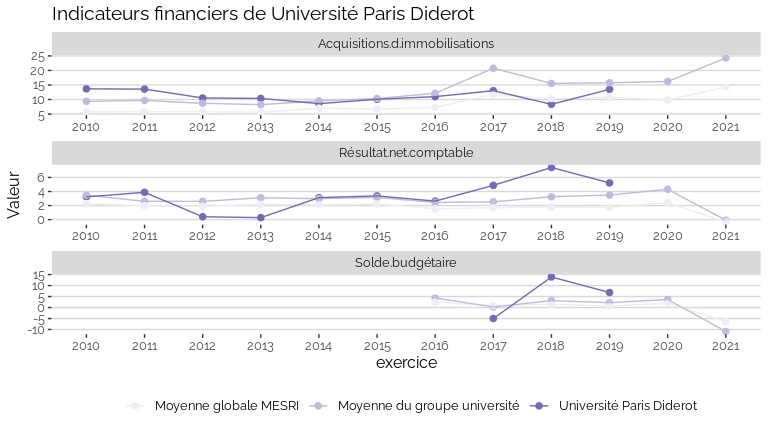 Indicateurs financiers de Université Paris Diderot
Acquisitions.d.immobilisations
25
20
15
10
5
2010 2011 2012 2013 2014 2015 2016 2017 2018 2019 2020 2021
Résultat.net.comptable
6
4
2
0
2010 2011 2012 2013 2014 2015 2016 2017 2018 2019 2020 2021
Valeur
Solde.budgétaire
15
10
5
0
-5
-10
2010 2011 2012 2013 2014 2015 2016 2017 2018 2019 2020 2021
exercice
Moyenne globale MESRI Moyenne du groupe université Université Paris Diderot